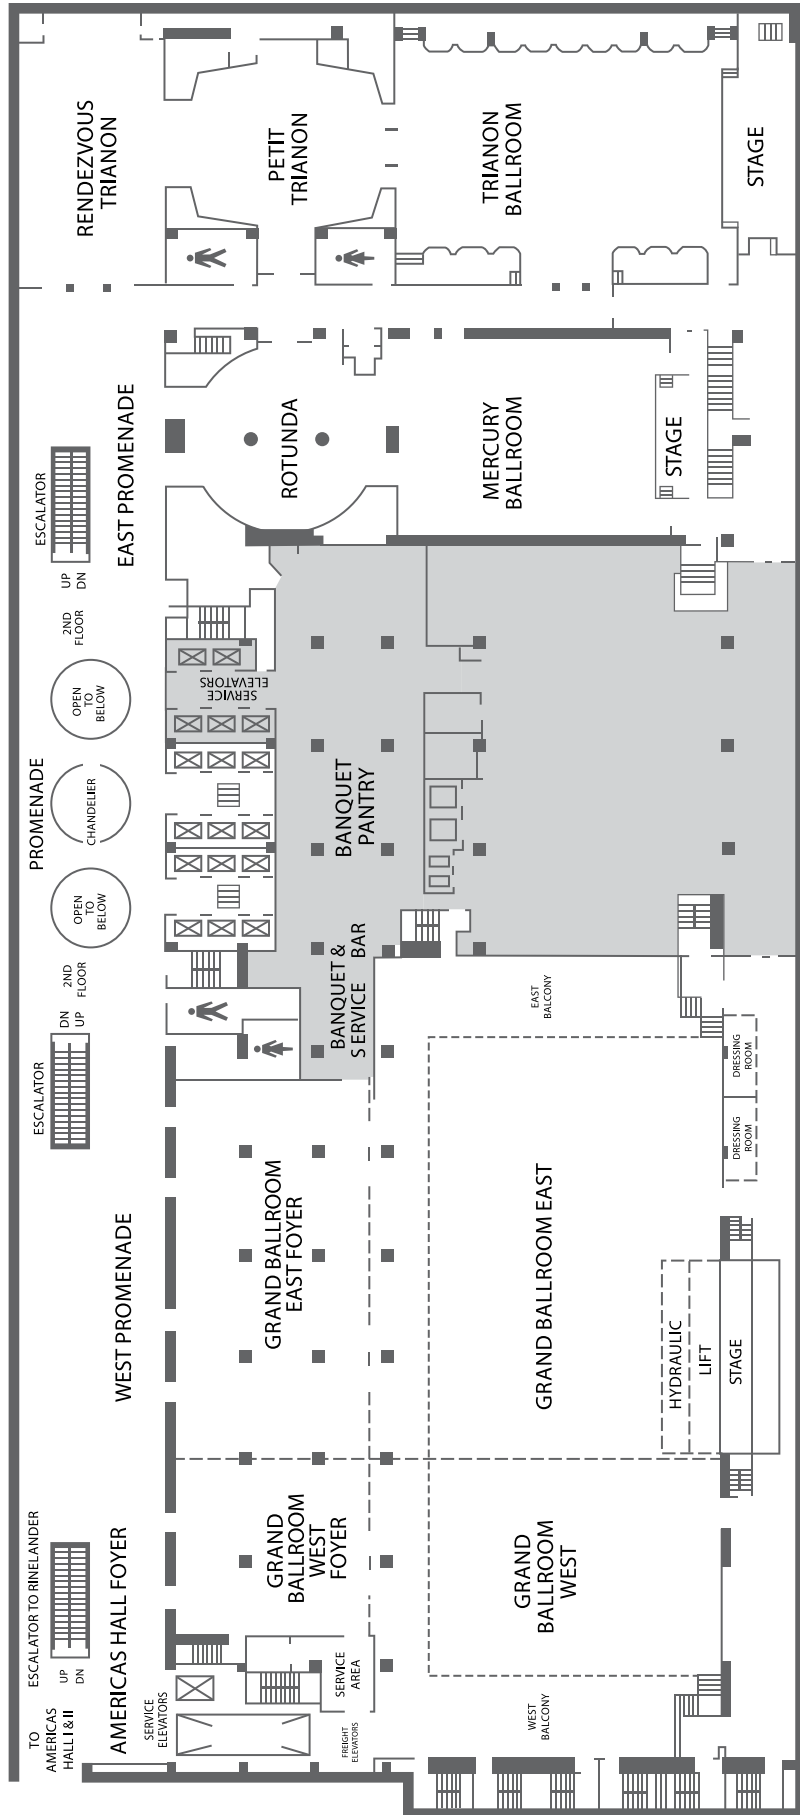 RENDEZVOUS
TRIANON
PETIT
TRIANON
TRIANON
BALLROOM
STAGE
EAST PROMENADE
ESCALATOR
UP
DN
2ND
FLOOR
ROTUNDA
MERCURY
BALLROOM
STAGE
SERVICE
ELEVATORS
OPEN
TO
BELOW
PROMENADE
CHANDELIER
OPEN
TO
BELOW
BANQUET
PANTRY
BANQUET &
S ERVICE BAR
2ND
FLOOR
DN
UP
ESCALATOR
EAST
BALCONY
DRESSING
ROOM
DRESSING
ROOM
WEST PROMENADE
GRAND BALLROOM
EAST FOYER
GRAND BALLROOM EAST
HYDRAULIC
LIFT
STAGE
ESCALATOR TO RINELANDER
UP
DN
AMERICAS HALL FOYER
GRAND
BALLROOM
WEST
FOYER
GRAND
BALLROOM
WEST
TO
AMERICAS
HALL I & II
SERVICE
ELEVATORS
SERVICE
AREA
FREIGHT
ELEVATORS
WEST
BALCONY